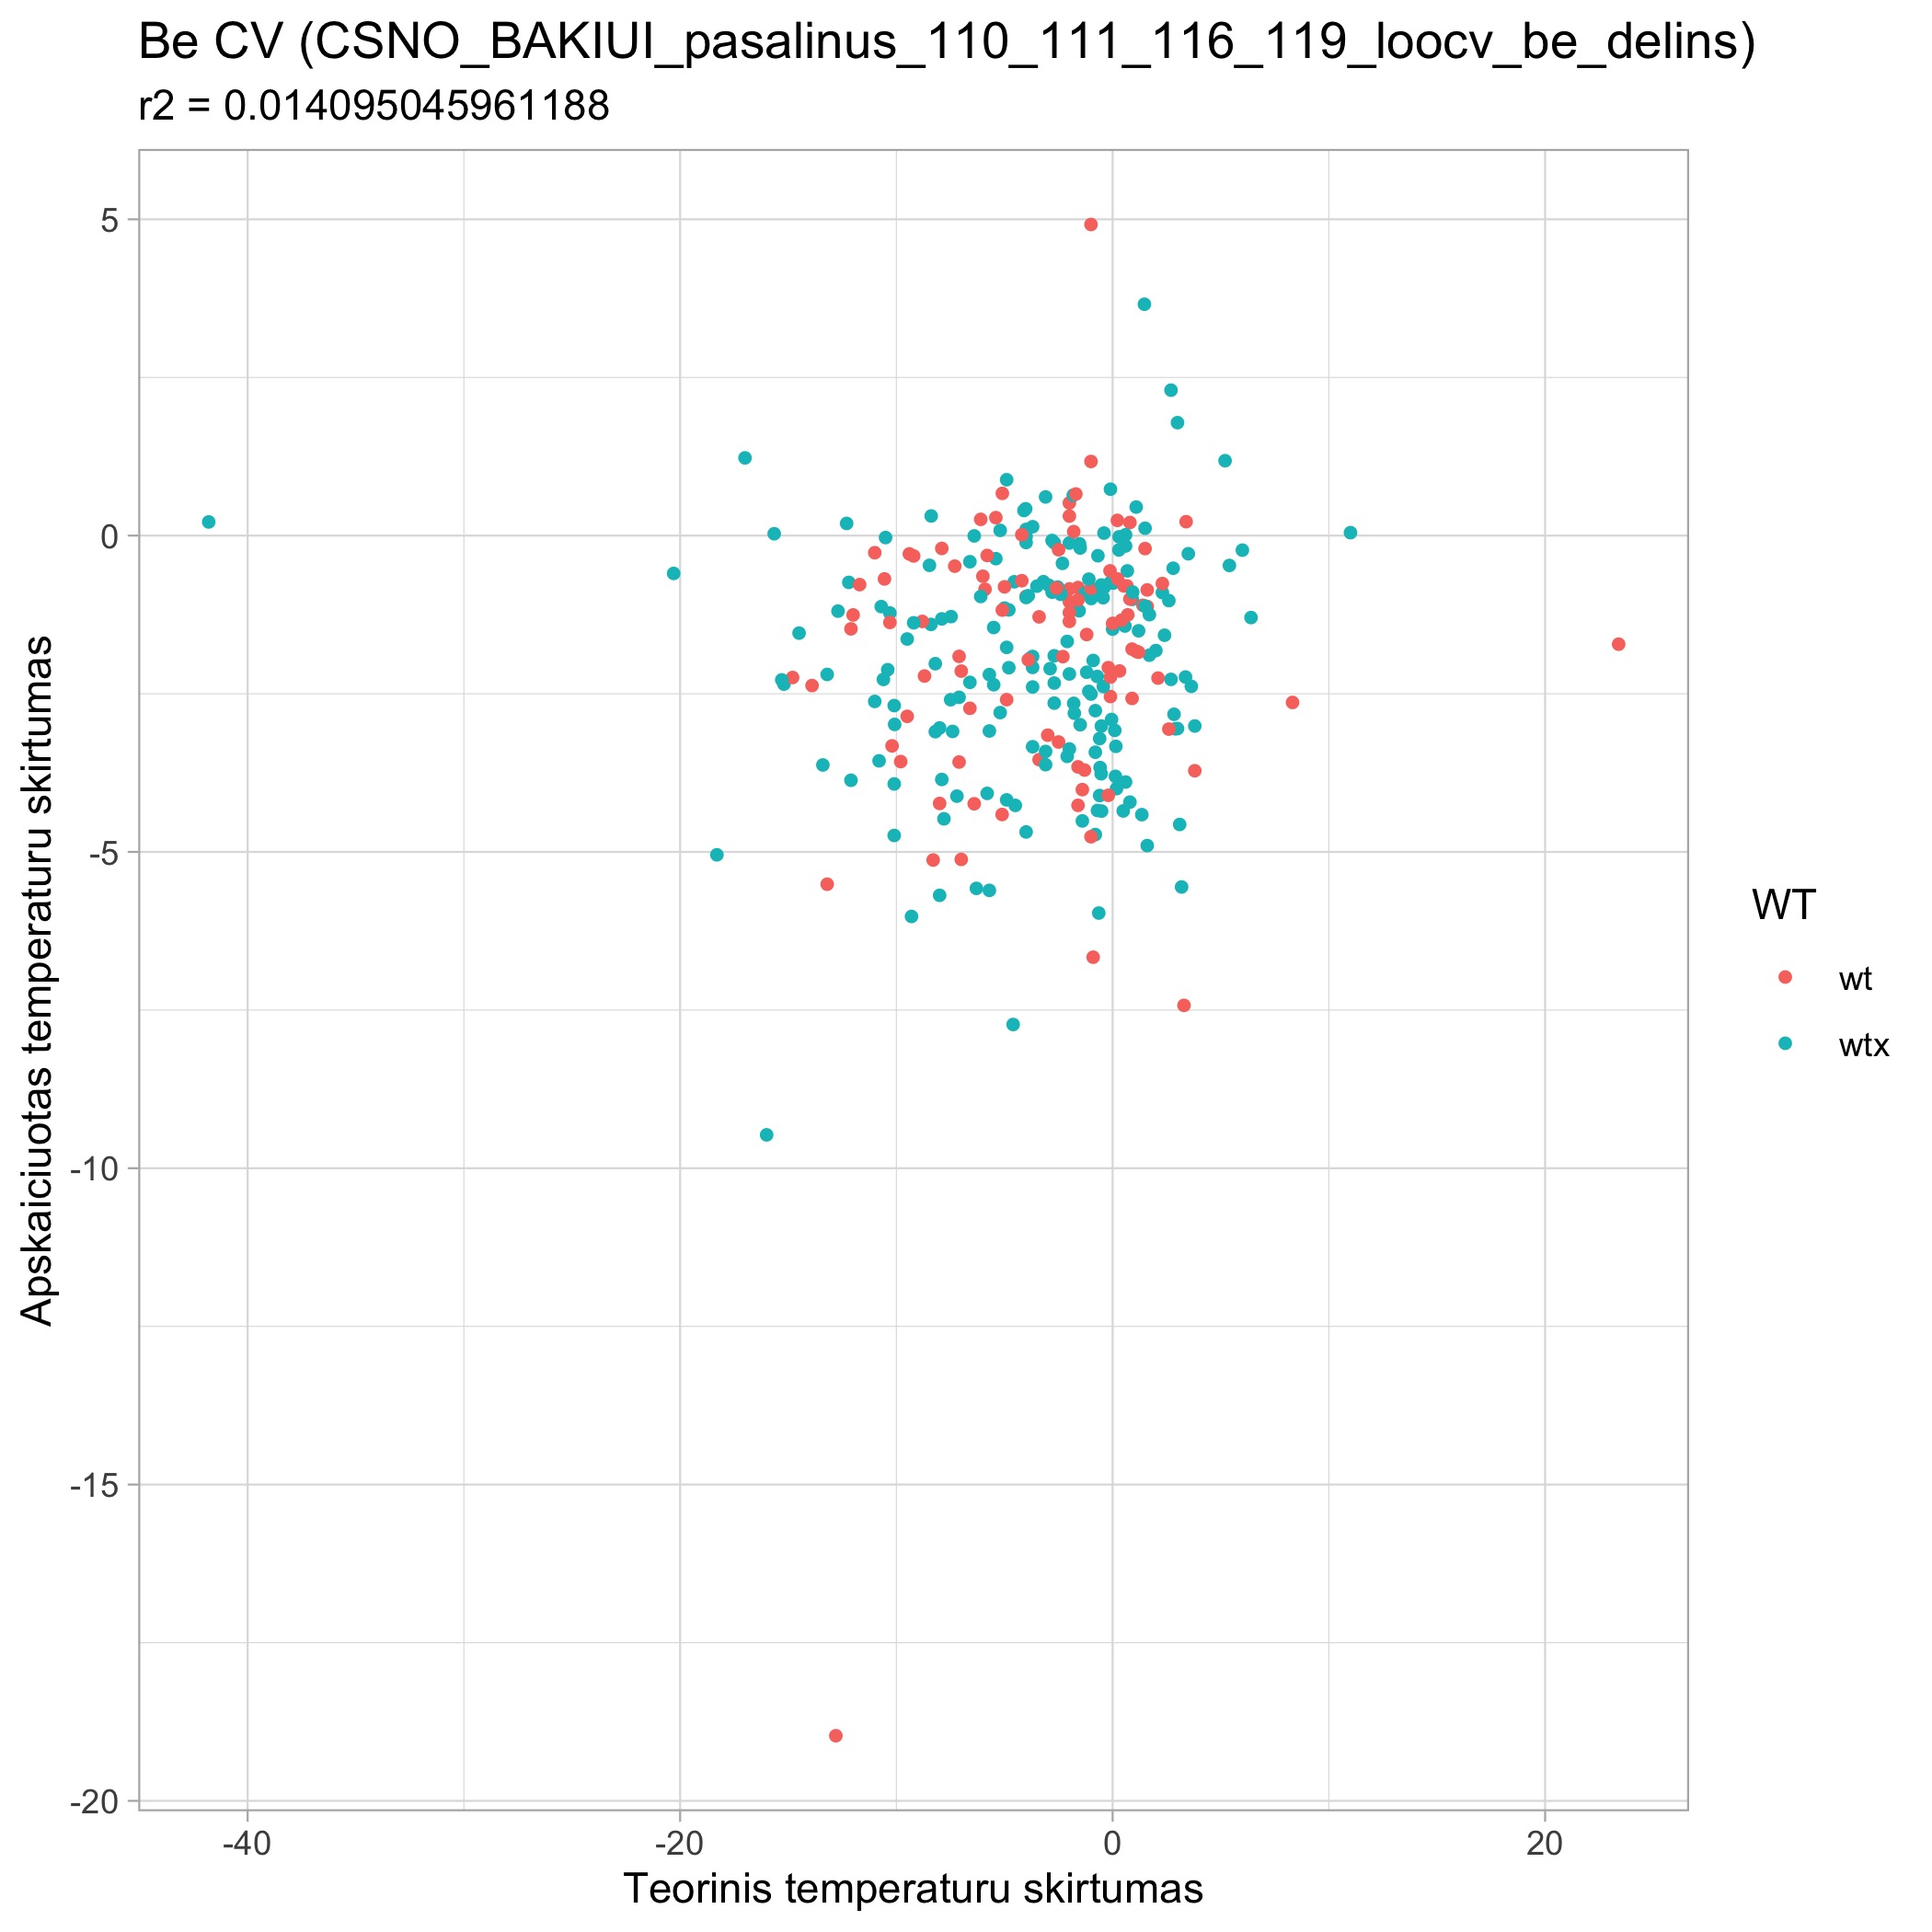 Be CV (CSNO_BAKIUI_pasalinus_110_111_116_119_loocv_be_delins)
r2 = 0.014095045961188
5
0
-5
-10
-15
-20
Apskaiciuotas temperaturu skirtumas
-40
-20
0
20
Teorinis temperaturu skirtumas
WT
wt
wtx